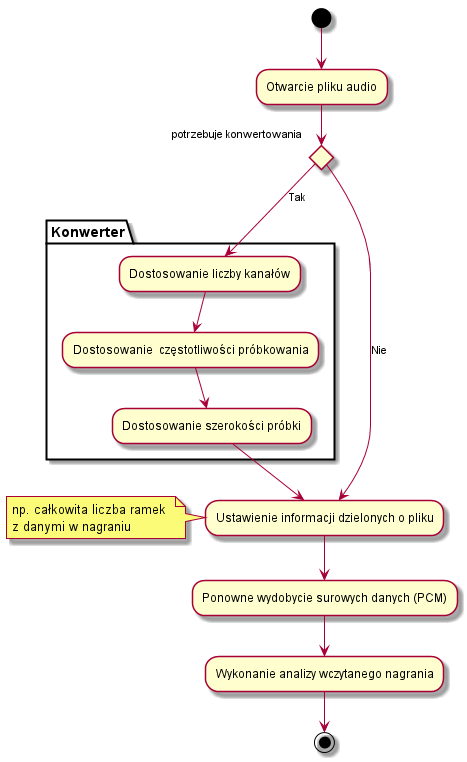 Otwarcie pliku audio
potrzebuje konwertowania
Tak
Konwerter
Dostosowanie liczby kanałów
Dostosowanie częstotliwości próbkowania
Nie
Dostosowanie szerokości próbki
np. całkowita liczba ramek
z danymi w nagraniu
Ustawienie informacji dzielonych o pliku
Ponowne wydobycie surowych danych (PCM)
Wykonanie analizy wczytanego nagrania